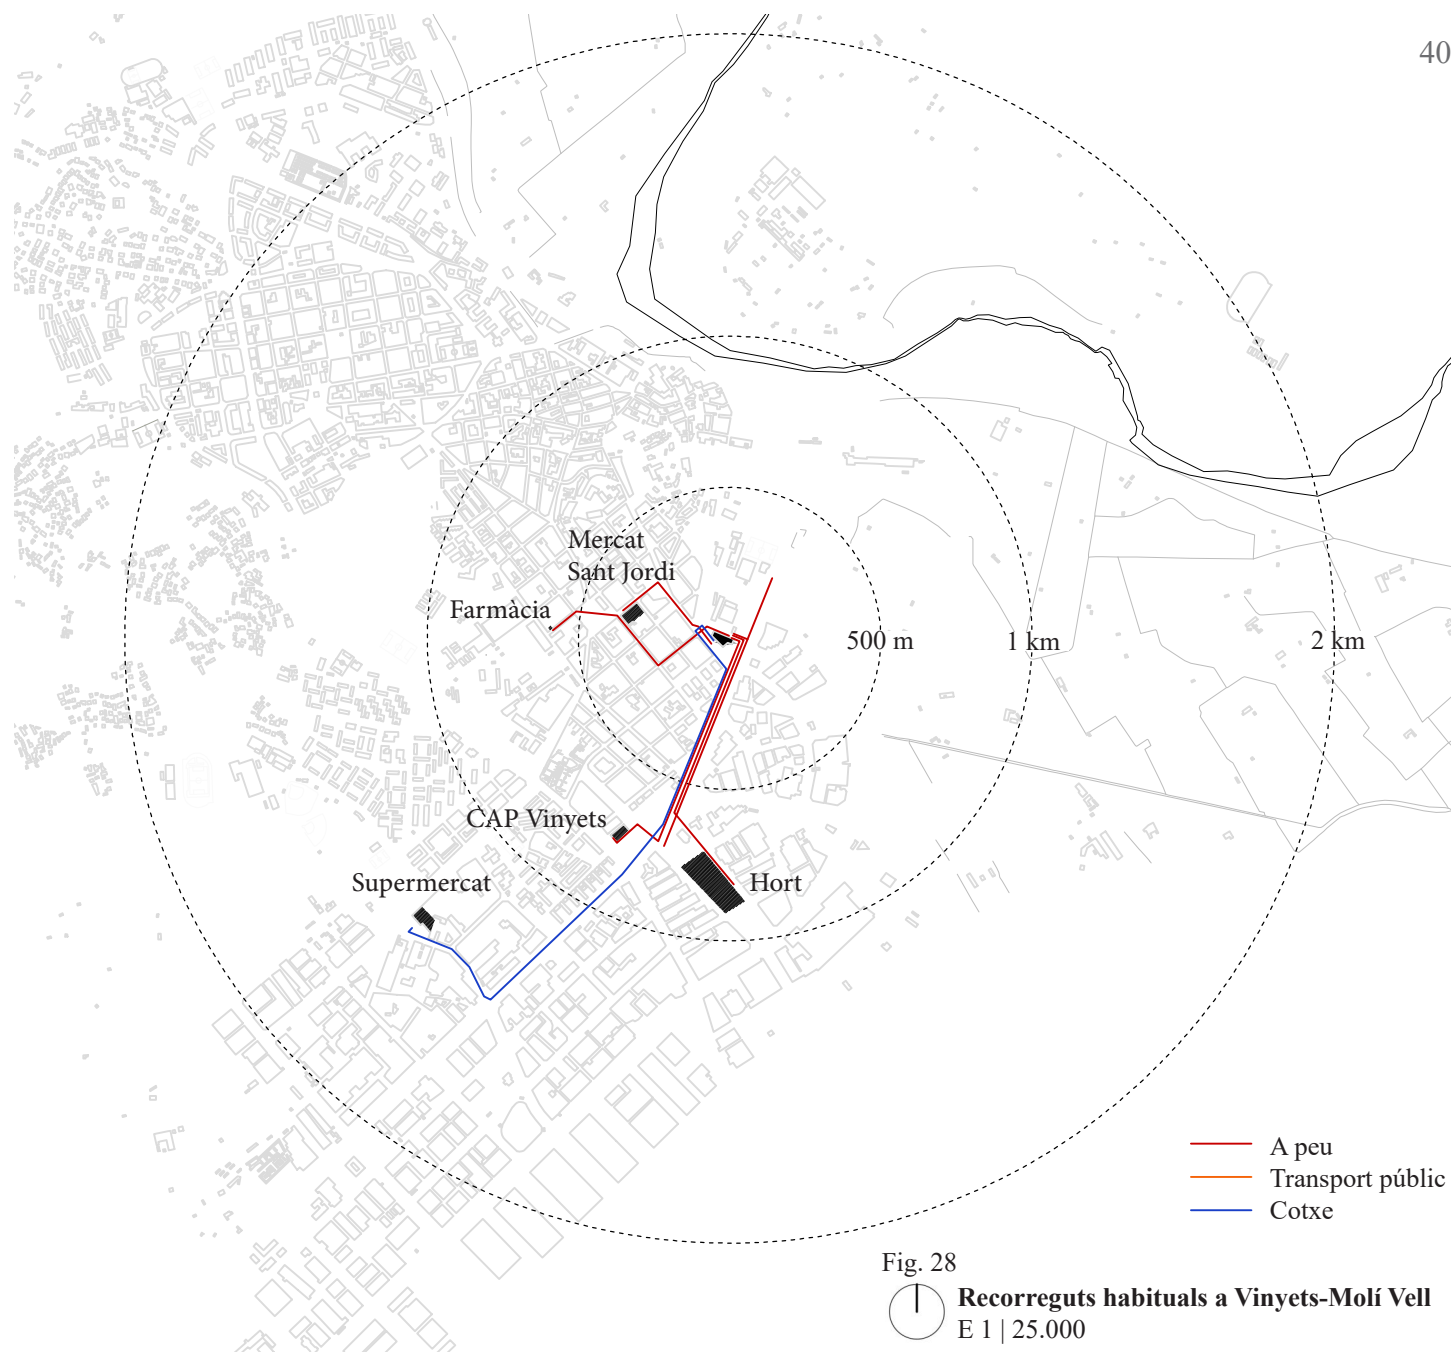 40
Mercat
Sant Jordi
Farmàcia
500 m
1 km
2 km
CAP Vinyets
Supermercat
Hort
A peu
Transport públic
Cotxe
Fig. 28
Recorreguts habituals a Vinyets-Molí Vell
E 1 | 25.000